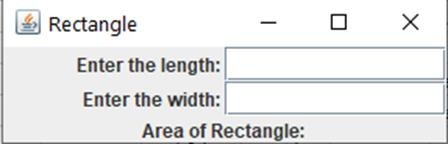 Rectangle
Enter the length:
Enter the width:
Area of Rectangle: